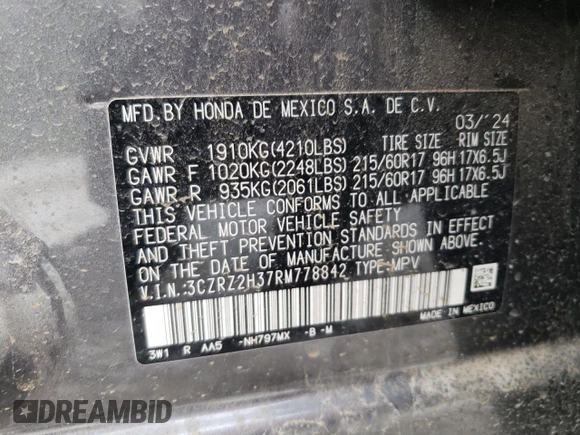 MFD. BY HONDA DE MEXICO S.A. DE C.V.
03/'24
GVWR 1910KG(4210LBS) TIRE SIZE RIM SIZE
GAWR F 1020KG(2248LBS) 215/60R17 96H 17X6.5J
GAWR R 935KG(2061LBS) 215/60R17 96H 17X6.5J
THIS VEHICLE CONFORMS TO ALL APPLICABLE
FEDERAL MOTOR VEHICLE SAFETY
AND THEFT PREVENTION STANDARDS IN EFFECT
ON THE DATE OF MANUFACTURE SHOWN ABOVE.
V.I.N.:3CZRZ2H37RM778842 TYPE:MPV
3W1 R AA5 -NH797MX -B -M
MADE IN MEXICO
DREAMBID